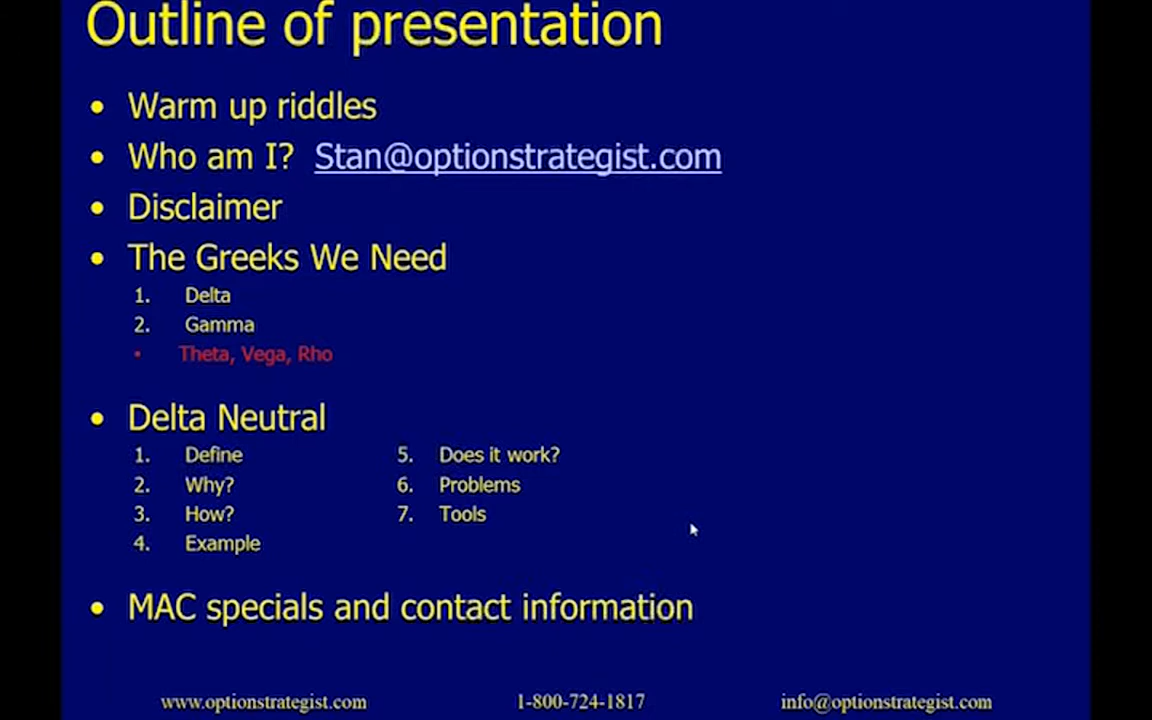 Outline of presentation
• Warm up riddles
• Who am I? Stan@optionstrategist.com
• Disclaimer
• The Greeks We Need
1. Delta
2. Gamma
• Theta, Vega, Rho
• Delta Neutral
1. Define
2. Why?
3. How?
4. Example
5. Does it work?
6. Problems
7. Tools
• MAC specials and contact information
www.optionstrategist.com 1-800-724-1817 info@optionstrategist.com